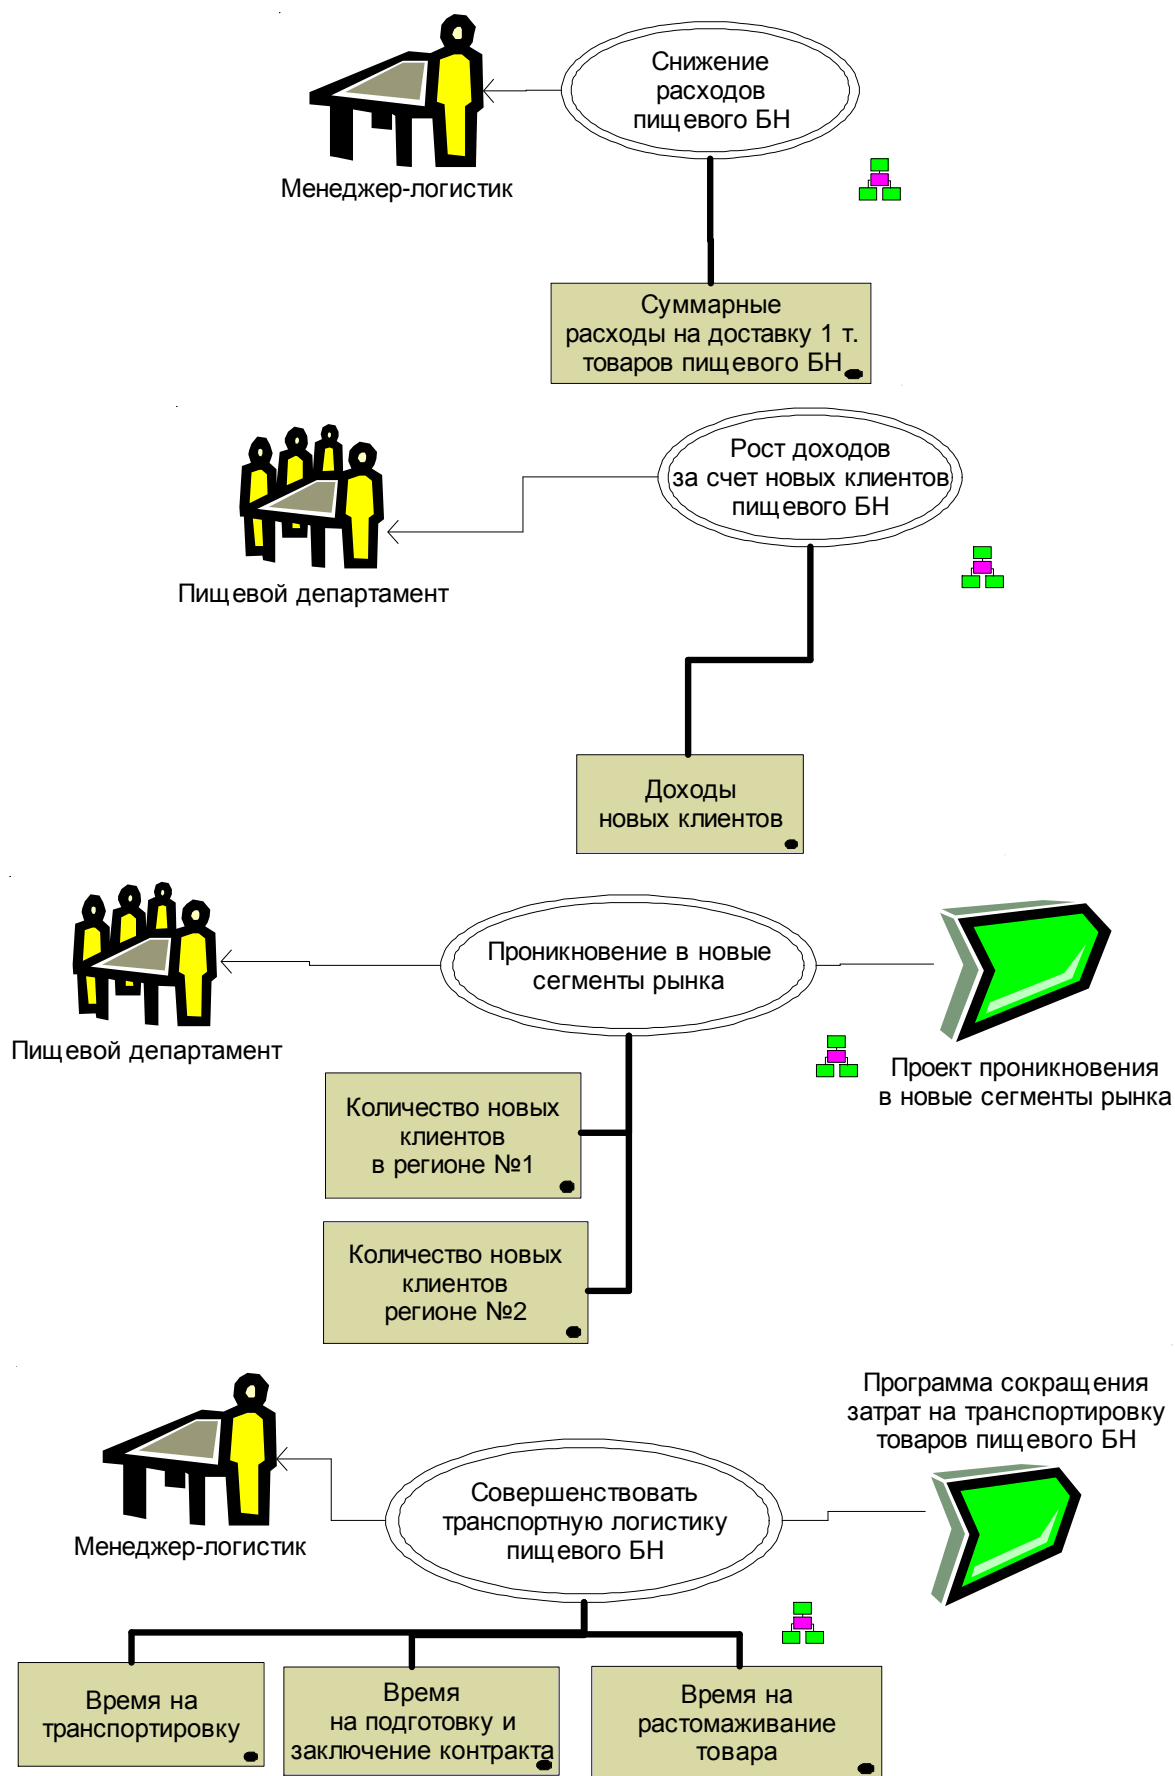 Снижение
расходов
пищевого БН
Менеджер-логистик
Суммарные
расходы на доставку 1 т.
товаров пищевого БН
Рост доходов
за счет новых клиентов
пищевого БН
Пищевой департамент
Доходы
новых клиентов
Проникновение в новые
сегменты рынка
Пищевой департамент
Проект проникновения
в новые сегменты рынка
Количество новых
клиентов
в регионе №1
Количество новых
клиентов
регионе №2
Программа сокращения
затрат на транспортировку
товаров пищевого БН
Совершенствовать
транспортную логистику
пищевого БН
Менеджер-логистик
Время на
транспортировку
Время
на подготовку и
заключение контракта
Время на
растомаживание
товара